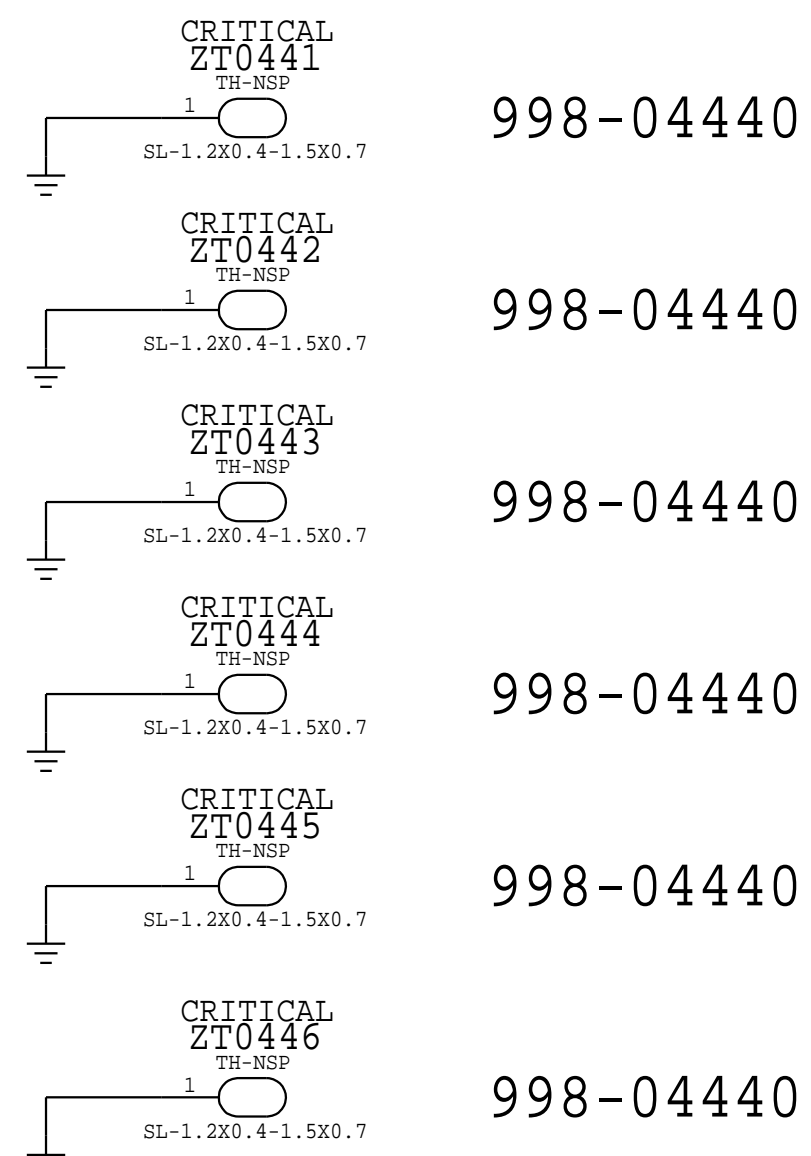 CRITICAL
ZT0441
TH-NSP
1
998-04440
SL-1.2X0.4-1.5X0.7
CRITICAL
ZT0442
TH-NSP
1
998-04440
SL-1.2X0.4-1.5X0.7
CRITICAL
ZT0443
TH-NSP
1
998-04440
SL-1.2X0.4-1.5X0.7
CRITICAL
ZT0444
TH-NSP
1
998-04440
SL-1.2X0.4-1.5X0.7
CRITICAL
ZT0445
TH-NSP
1
998-04440
SL-1.2X0.4-1.5X0.7
CRITICAL
ZT0446
TH-NSP
1
998-04440
SL-1.2X0.4-1.5X0.7